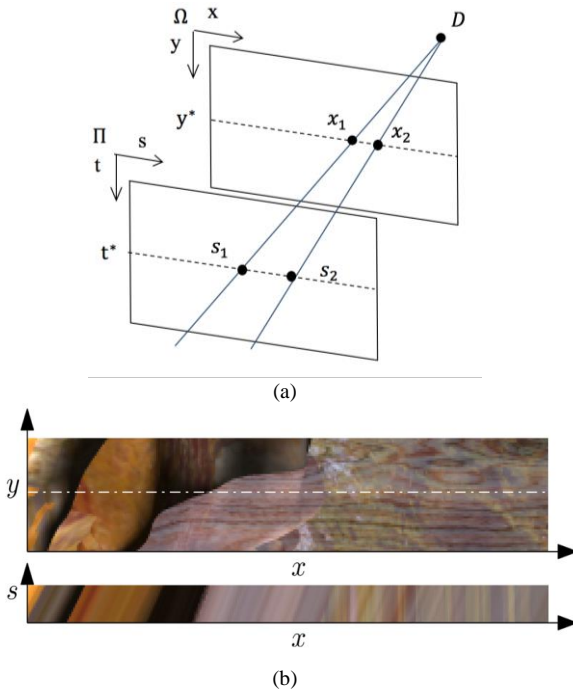 Ω x D
y
y* x₁ x₂
Π s
t
t* s₁ s₂
(a)
y
x
s
x
(b)